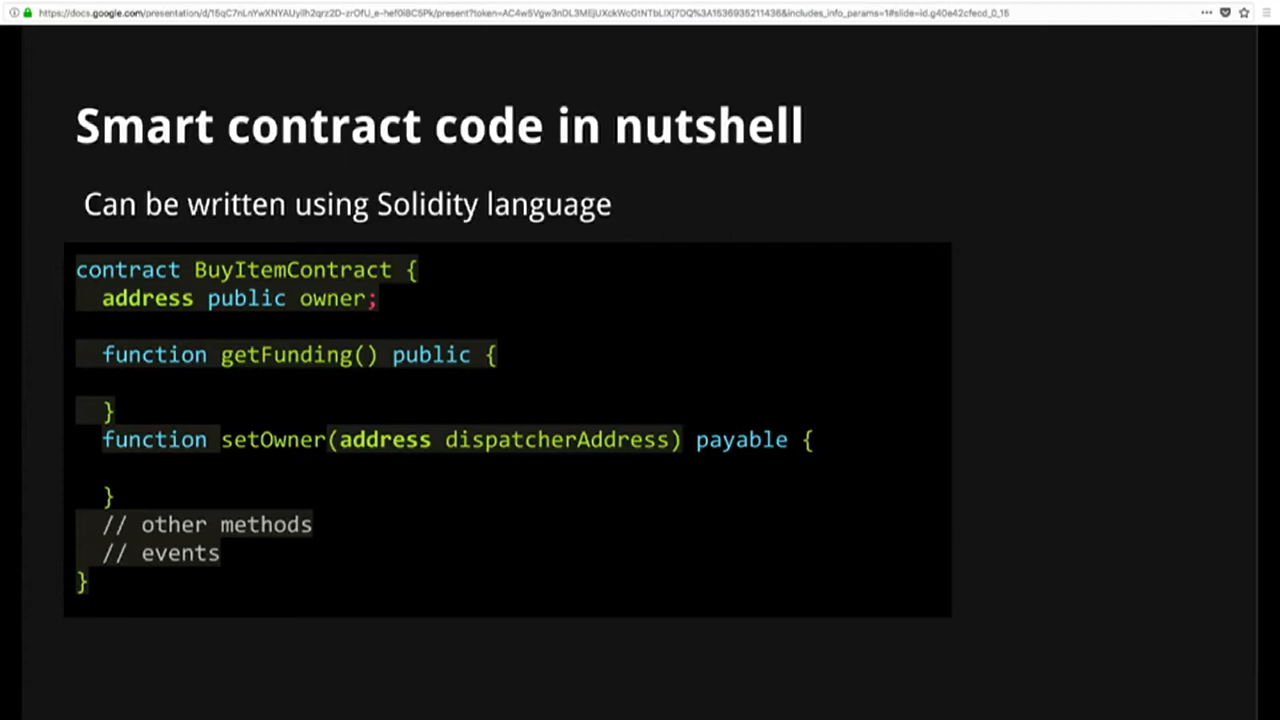 Smart contract code in nutshell
Can be written using Solidity language
contract BuyItemContract {
address public owner;
function getFunding() public {
}
function setOwner(address dispatcherAddress) payable {
}
// other methods
// events
}